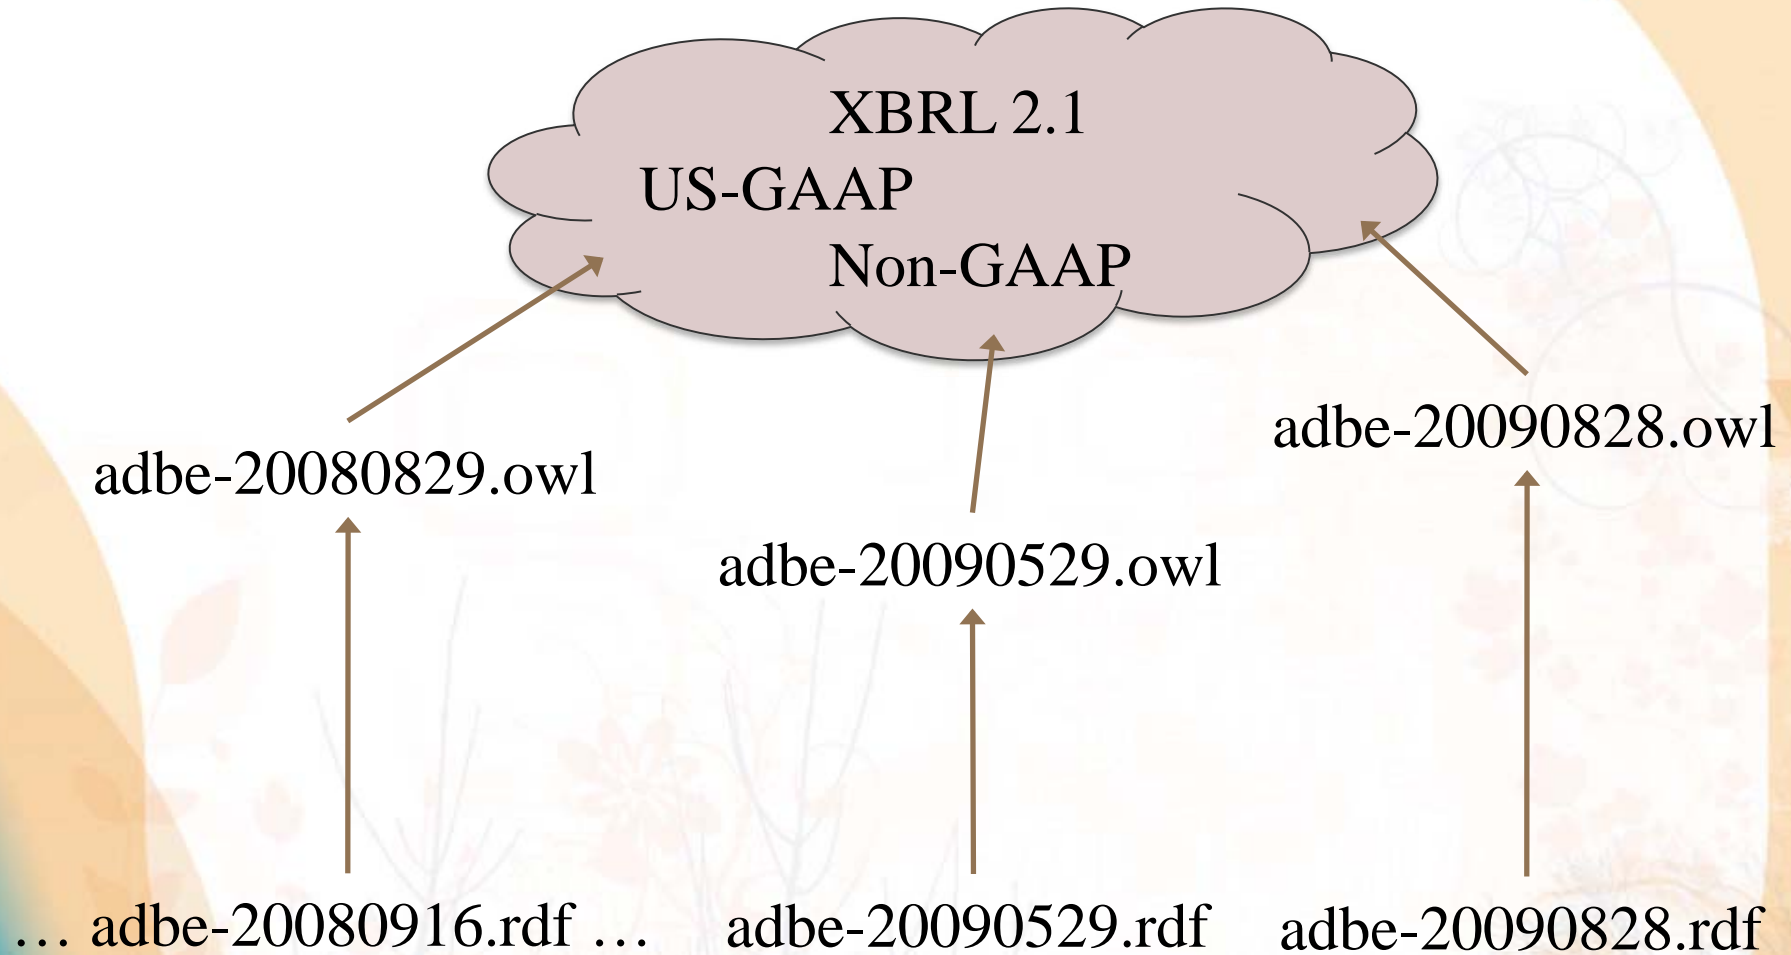 XBRL 2.1
US-GAAP
Non-GAAP
adbe-20090828.owl
adbe-20080829.owl
adbe-20090529.owl
… adbe-20080916.rdf …
adbe-20090529.rdf
adbe-20090828.rdf